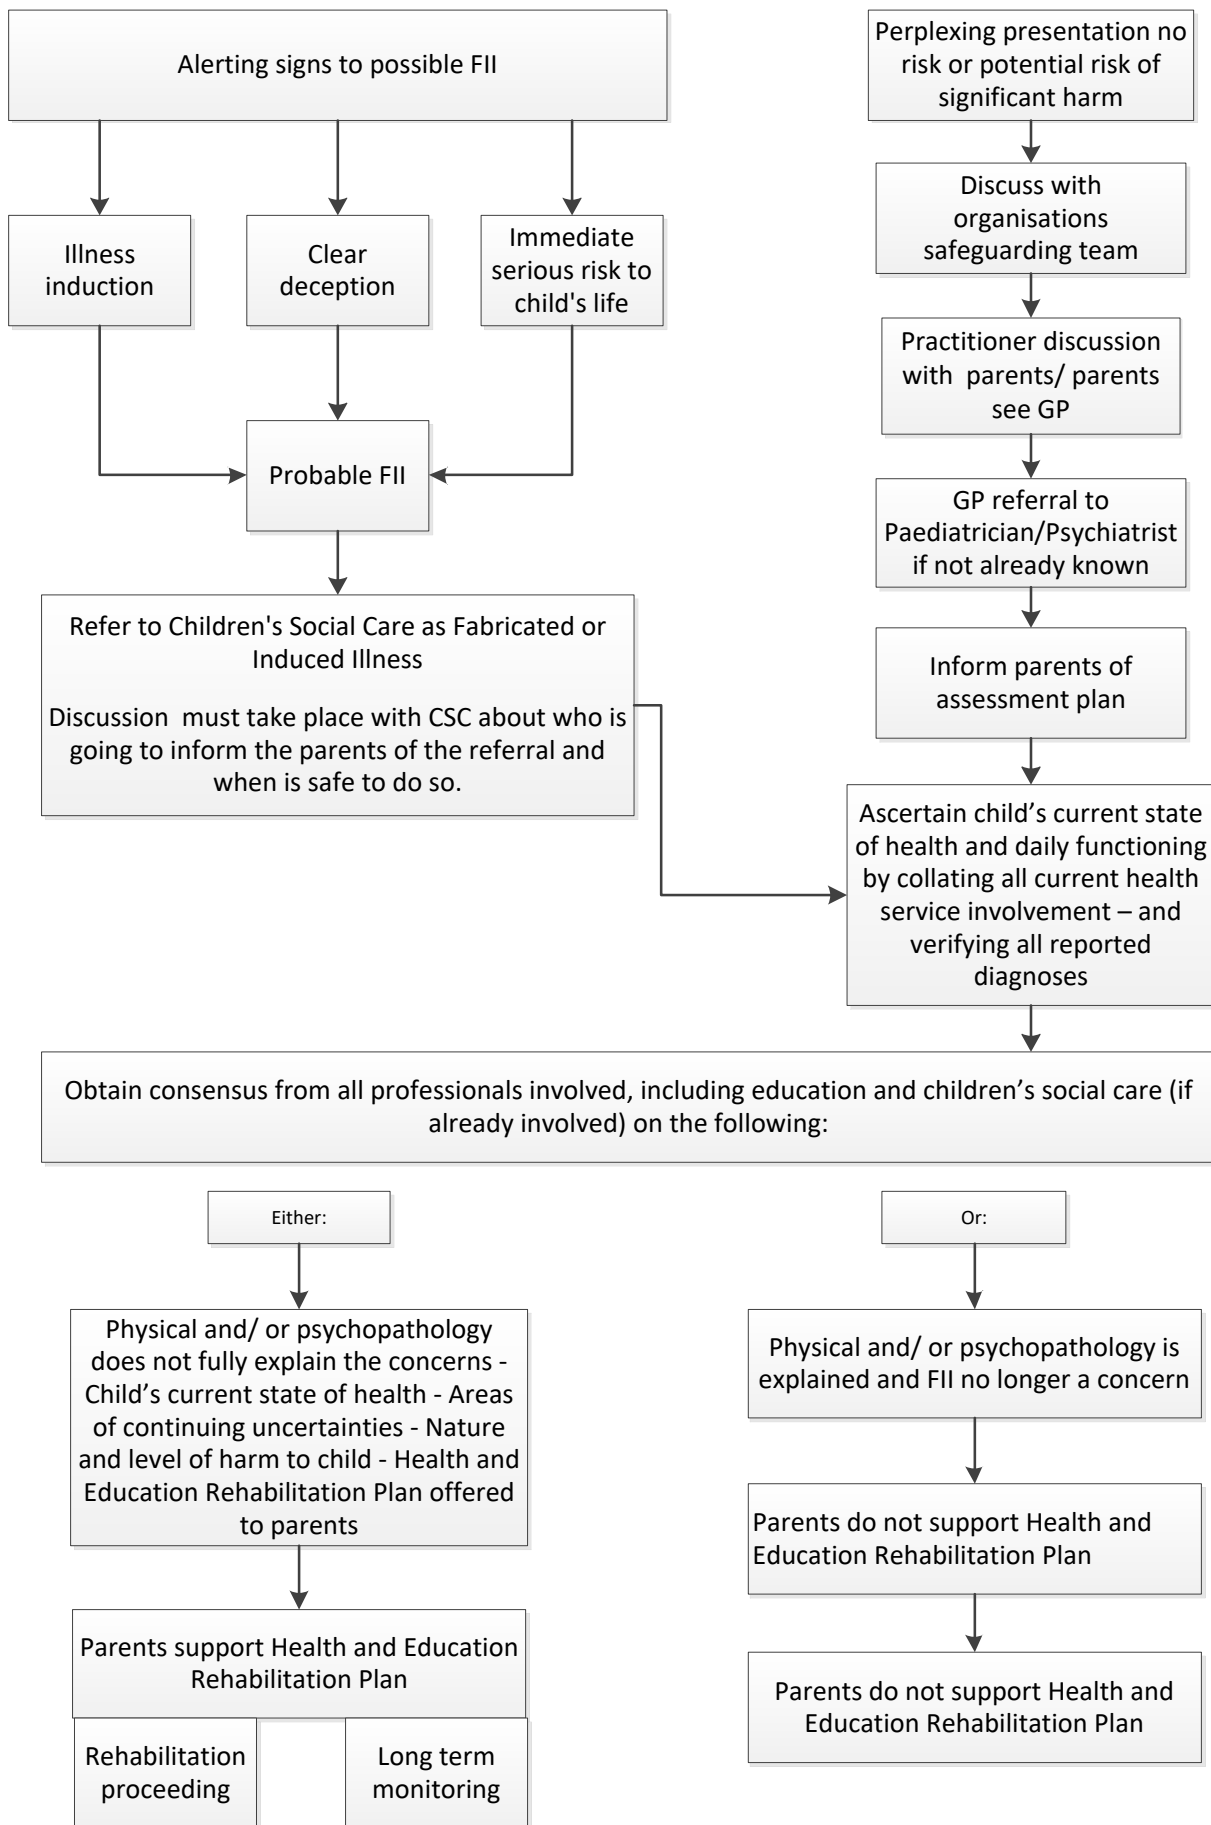 Alerting signs to possible FII
Illness
induction
Clear
deception
Immediate
serious risk to
child's life
Probable FII
Refer to Children's Social Care as Fabricated or
Induced Illness
Discussion  must take place with CSC about who is
going to inform the parents of the referral and
when is safe to do so.
Perplexing presentation no
risk or potential risk of
significant harm
Discuss with
organisations
safeguarding team
Practitioner discussion
with  parents/ parents
see GP
GP referral to
Paediatrician/Psychiatrist
if not already known
Inform parents of
assessment plan
Ascertain child’s current state
of health and daily functioning
by collating all current health
service involvement – and
verifying all reported
diagnoses
Obtain consensus from all professionals involved, including education and children’s social care (if
already involved) on the following:
Either:
Physical and/ or psychopathology
does not fully explain the concerns -
Child’s current state of health - Areas
of continuing uncertainties - Nature
and level of harm to child - Health and
Education Rehabilitation Plan offered
to parents
Parents support Health and Education
Rehabilitation Plan
Rehabilitation
proceeding
Long term
monitoring
Or:
Physical and/ or psychopathology is
explained and FII no longer a concern
Parents do not support Health and
Education Rehabilitation Plan
Parents do not support Health and
Education Rehabilitation Plan